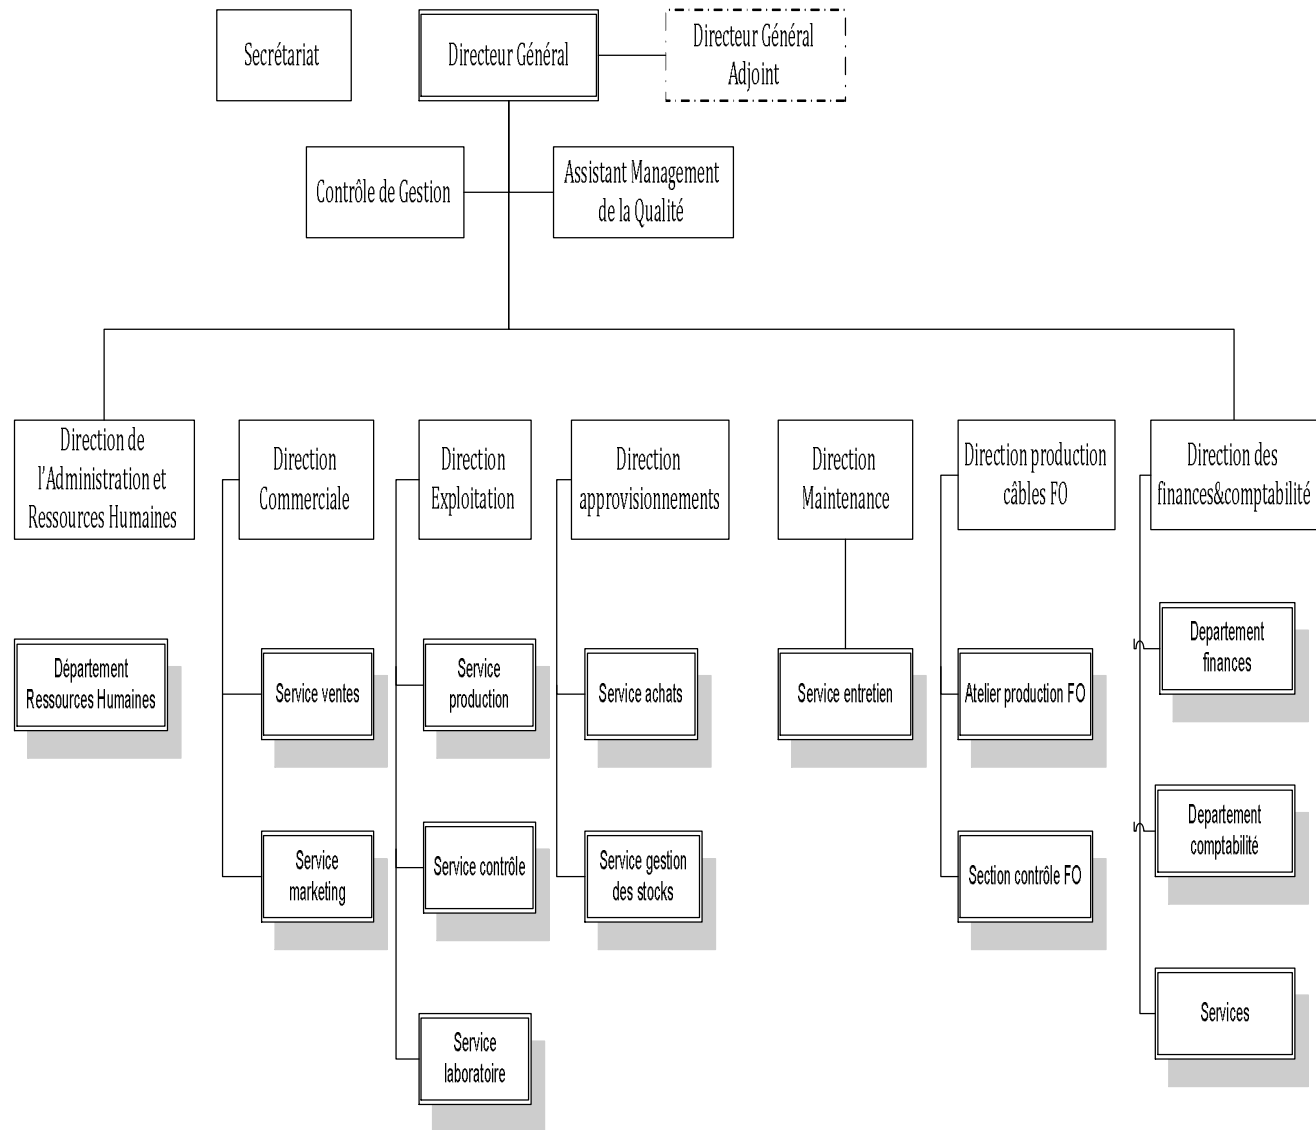 Secrétariat
Directeur Général
Directeur Général
Adjoint
Contrôle de Gestion
Assistant Management
de la Qualité
Direction de
l'Administration et
Ressources Humaines
Direction
Commerciale
Direction
Exploitation
Direction
approvisionnements
Direction
Maintenance
Direction production
câbles FO
Direction des
finances&comptabilité
Département
Ressources Humaines
Service ventes
Service
production
Service achats
Service entretien
Atelier production FO
Departement
finances
Service
marketing
Service contrôle
Service gestion
des stocks
Section contrôle FO
Departement
comptabilité
Service
laboratoire
Services